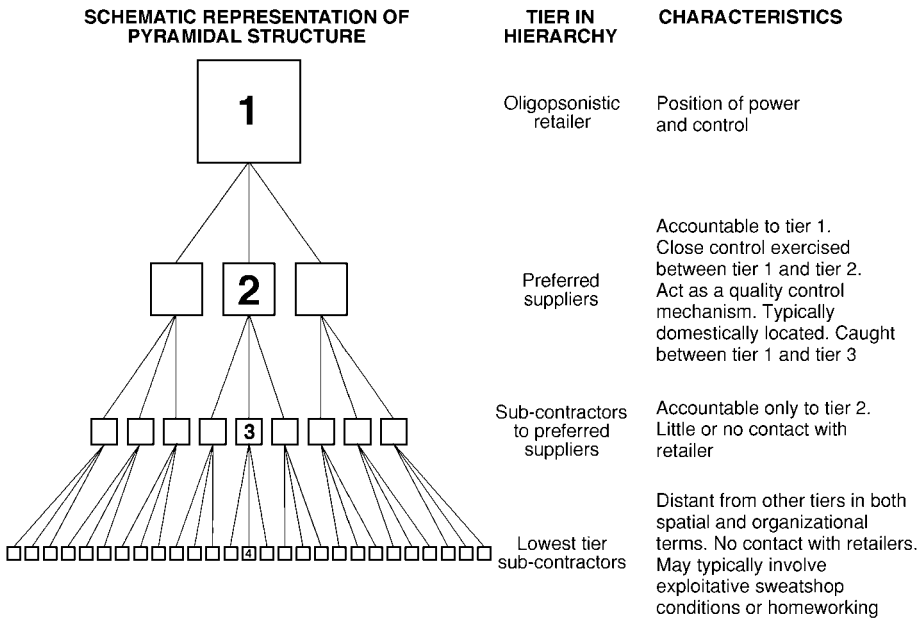 SCHEMATIC REPRESENTATION OF
PYRAMIDAL STRUCTURE
TIER IN
HIERARCHY
CHARACTERISTICS
1
Oligopsonistic
retailer
Position of power
and control
2
Preferred
suppliers
Accountable to tier 1.
Close control exercised
between tier 1 and tier 2.
Act as a quality control
mechanism. Typically
domestically located. Caught
between tier 1 and tier 3
3
Sub-contractors
to preferred
suppliers
Accountable only to tier 2.
Little or no contact with
retailer
4
Lowest tier
sub-contractors
Distant from other tiers in both
spatial and organizational
terms. No contact with retailers.
May typically involve
exploitative sweatshop
conditions or homeworking